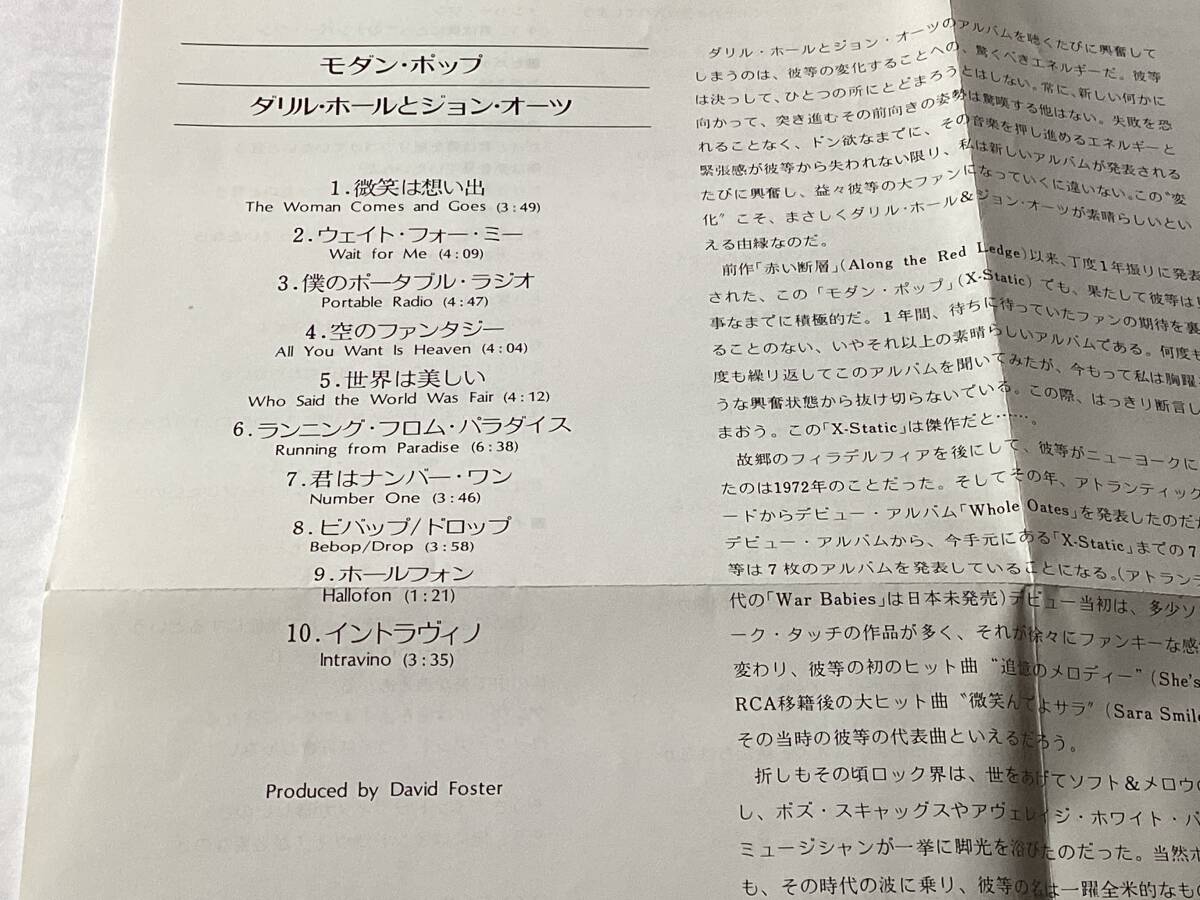 モダン・ポップ
ダリル・ホールとジョン・オーツ
1.微笑は想い出
The Woman Comes and Goes (3:49)
2.ウェイト・フォー・ミー
Wait for Me (4:09)
3.僕のポータブル・ラジオ
Portable Radio (4:47)
4.空のファンタジー
All You Want Is Heaven (4:04)
5.世界は美しい
Who Said the World Was Fair (4:12)
6.ランニング・フロム・パラダイス
Running from Paradise (6:38)
7.君はナンバー・ワン
Number One (3:46)
8.ビバップ/ドロップ
Bebop/Drop (3:58)
9.ホールフォン
Hallofon (1:21)
10.イントラヴィノ
Intravino (3:35)
Produced by David Foster
ダリル・ホールとジョン・オーツのアルバムを聴くたびに興奮して
しまうのは、彼等の変化することへの、驚くべきエネルギーだ。彼等
は決っして、ひとつの所にとどまろうとはしない。常に、新しい何かに
向かって、突き進むその前向きの姿勢は驚嘆する他はない。失敗を恐
れることなく、ドン欲なまでに、その音楽を押し進めるエネルギーと
緊張感が彼等から失われない限り、私は新しいアルバムが発表される
たびに興奮し、益々彼等の大ファンになっていくに違いない。この〝変
化〞こそ、まさしくダリル・ホール&ジョン・オーツが素晴らしいとい
える由縁なのだ。
前作「赤い断層」(Along the Red Ledge)以来、丁度1年振りに発表
された、この「モダン・ポップ」(X-Static)でも、果たして彼等は見
事なまでに積極的だ。1年間、待ちに待っていたファンの期待を裏
ることのない、いやそれ以上の素晴らしいアルバムである。何度も
度も繰り返してこのアルバムを聞いてみたが、今もって私は胸躍
うな興奮状態から抜け切らないでいる。この際、はっきり断言し
まおう。この「X-Static」は傑作だと……。
故郷のフィラデルフィアを後にして、彼等がニューヨークに
たのは1972年のことだった。そしてその年、アトランティック
ードからデビュー・アルバム「Whole Oates」を発表したのだが
デビュー・アルバムから、今手元にある「X-Static」までの7
等は7枚のアルバムを発表していることになる。(アトランテ
代の「War Babies」は日本未発売)デビュー当初は、多少ソ
ーク・タッチの作品が多く、それが徐々にファンキーな感
変わり、彼等の初のヒット曲〝追憶のメロディー〞(She's
RCA移籍後の大ヒット曲〝微笑んでよサラ〞(Sara Smile
その当時の彼等の代表曲といえるだろう。
折しもその頃ロック界は、世をあげてソフト&メロウの
し、ボズ・スキャッグスやアヴェレイジ・ホワイト・バ
ミュージシャンが一挙に脚光を浴びたのだった。当然ホ
も、その時代の波に乗り、彼等の名は一躍全米的なもの